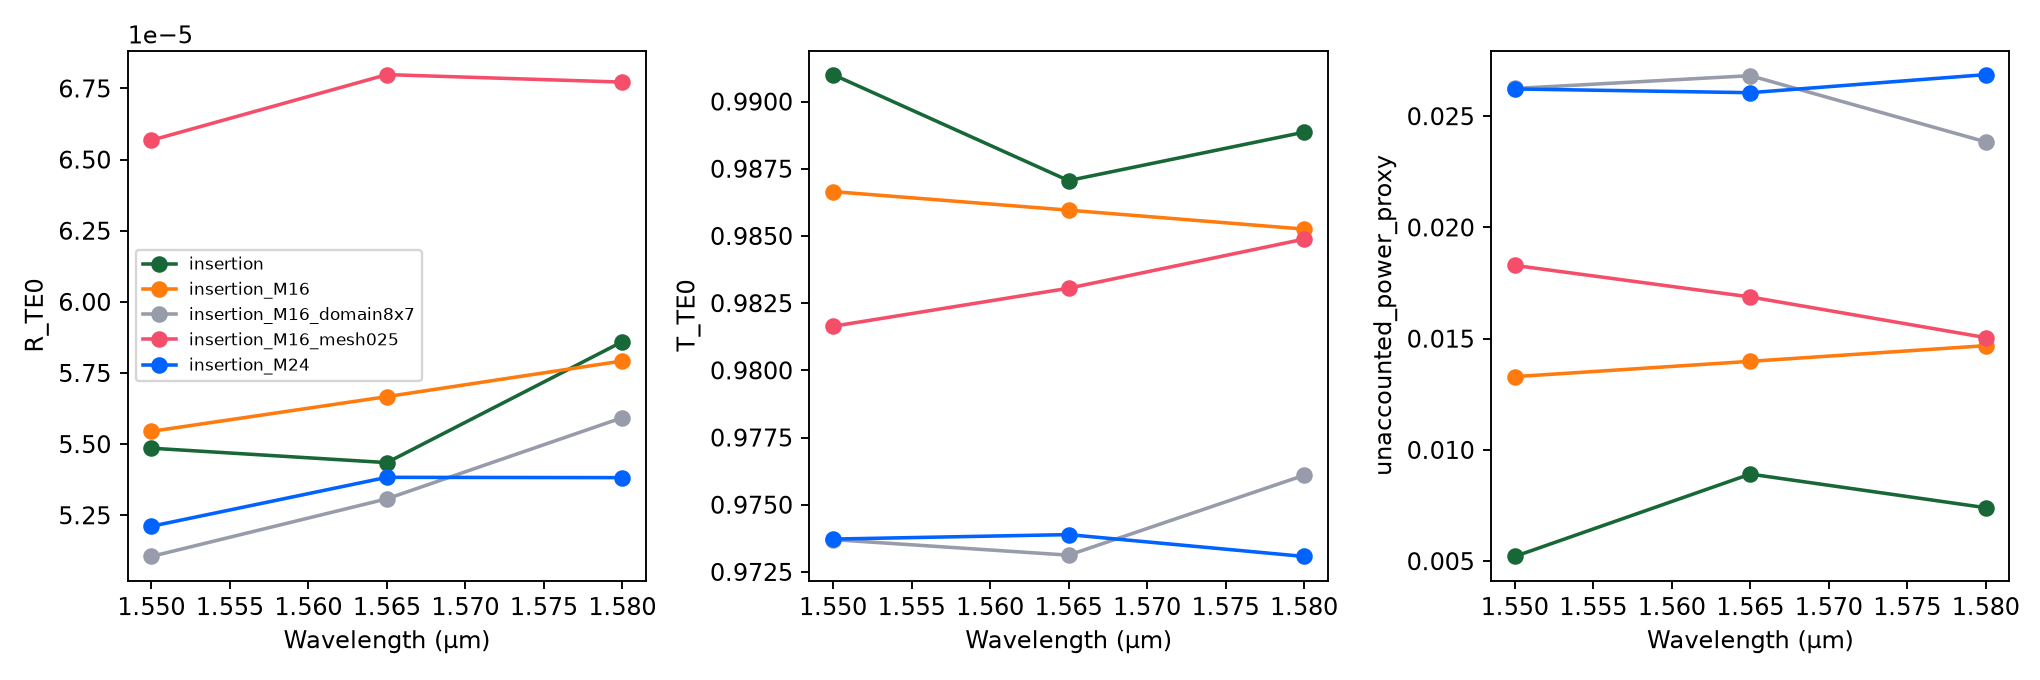 1e−5
6.75
6.50
6.25
6.00
5.75
5.50
5.25
R_TE0
insertion
insertion_M16
insertion_M16_domain8x7
insertion_M16_mesh025
insertion_M24
1.550 1.555 1.560 1.565 1.570 1.575 1.580
Wavelength (μm)
0.9900
0.9875
0.9850
0.9825
0.9800
0.9775
0.9750
0.9725
T_TE0
1.550 1.555 1.560 1.565 1.570 1.575 1.580
Wavelength (μm)
0.025
0.020
0.015
0.010
0.005
unaccounted_power_proxy
1.550 1.555 1.560 1.565 1.570 1.575 1.580
Wavelength (μm)